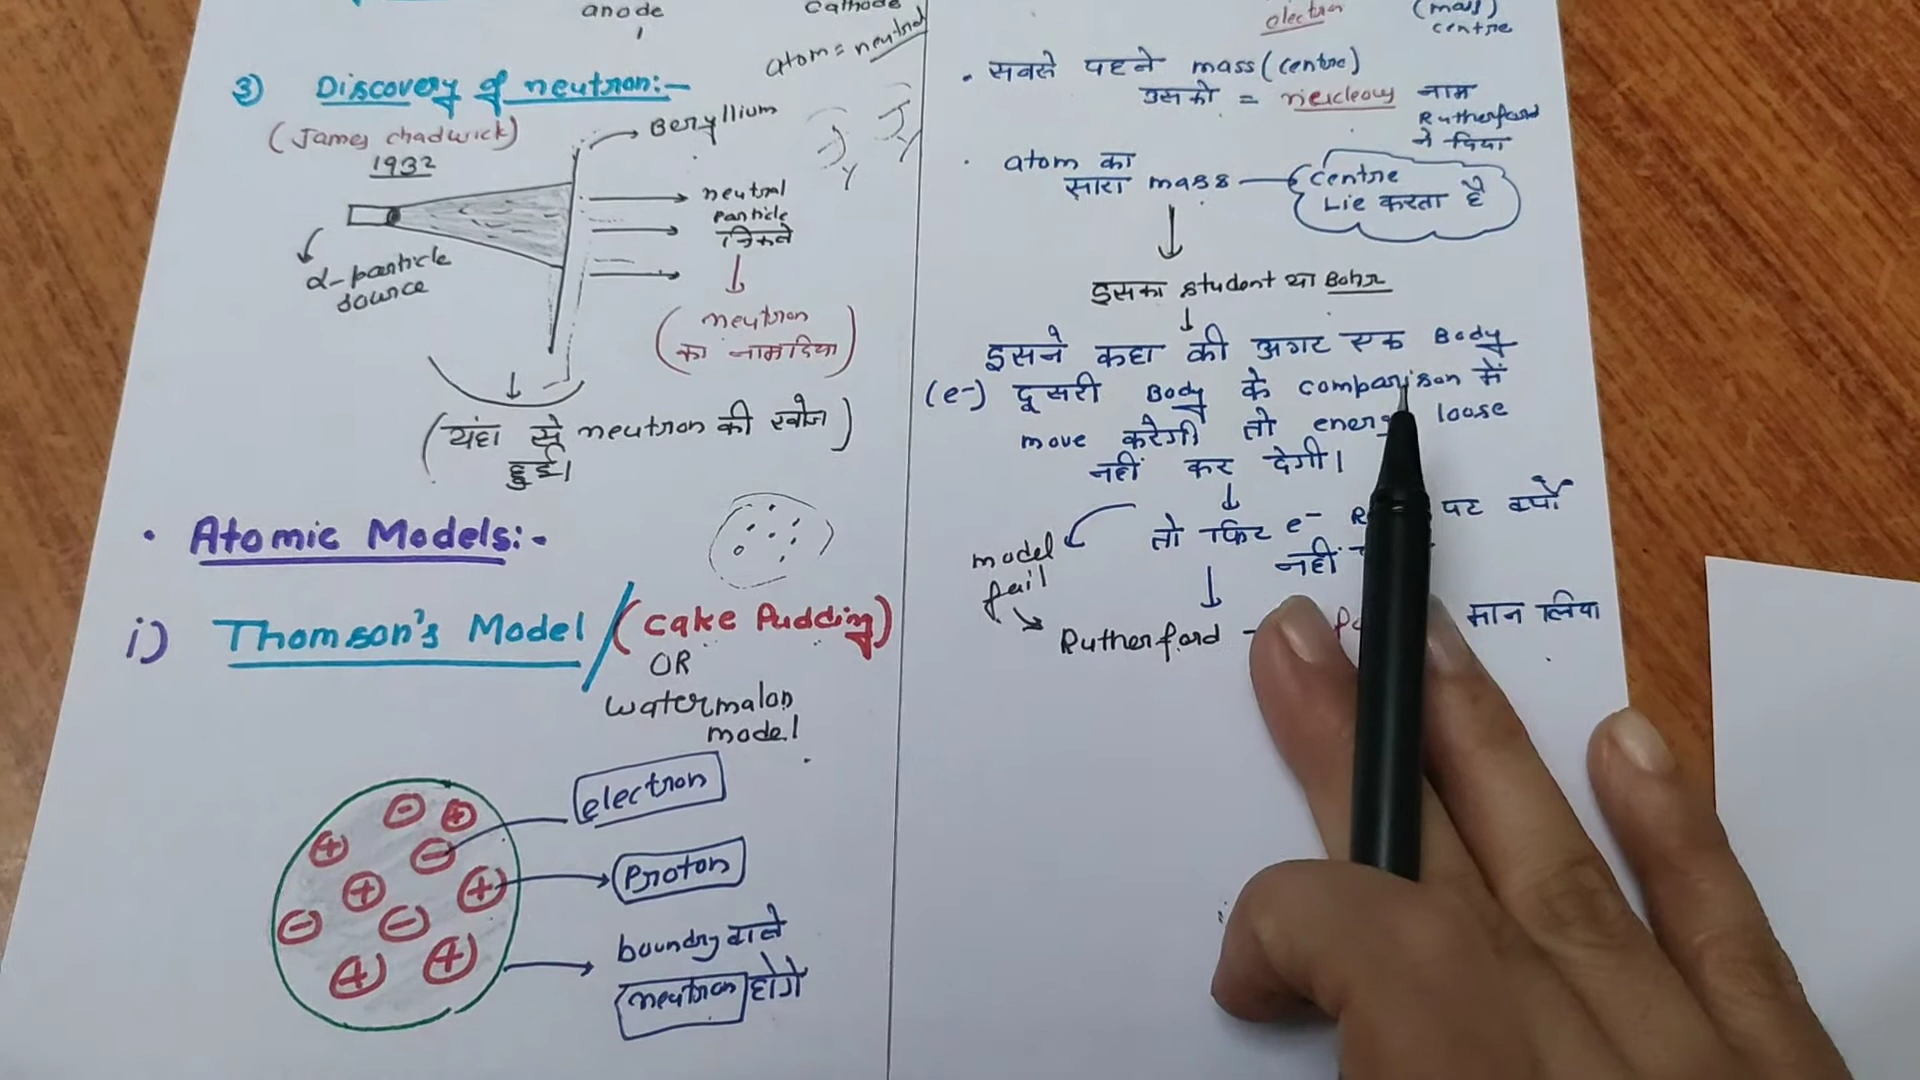 anode
Cathode
atom = neutral
3) Discovery of neutron:-
(James chadwick)
1932
Beryllium
neutral
particle
निकले
α-particle
source
(neutron
का नाम दिया)
(यंहा से neutron की खोज
हुई।)
• Atomic Models:-
i) Thomson's Model / (Cake Pudding)
OR
watermalon
model
electron
Proton
boundry वाले
neutron होगे
electron
(mass)
centre
• सबसे पहने mass (centre)
उसको = neucleous नाम
Rutherford
ने दिया
• atom का
सारा mass
centre
Lie करता है
इसका student था Bohr
इसने कहा की अगर एक Body
(e-) दूसरी Body के comparison में
move करेगी तो energy loose
नहीं कर देगी।
तो फिर e- पर क्यों
नहीं
model
fail
Rutherford - मान लिया